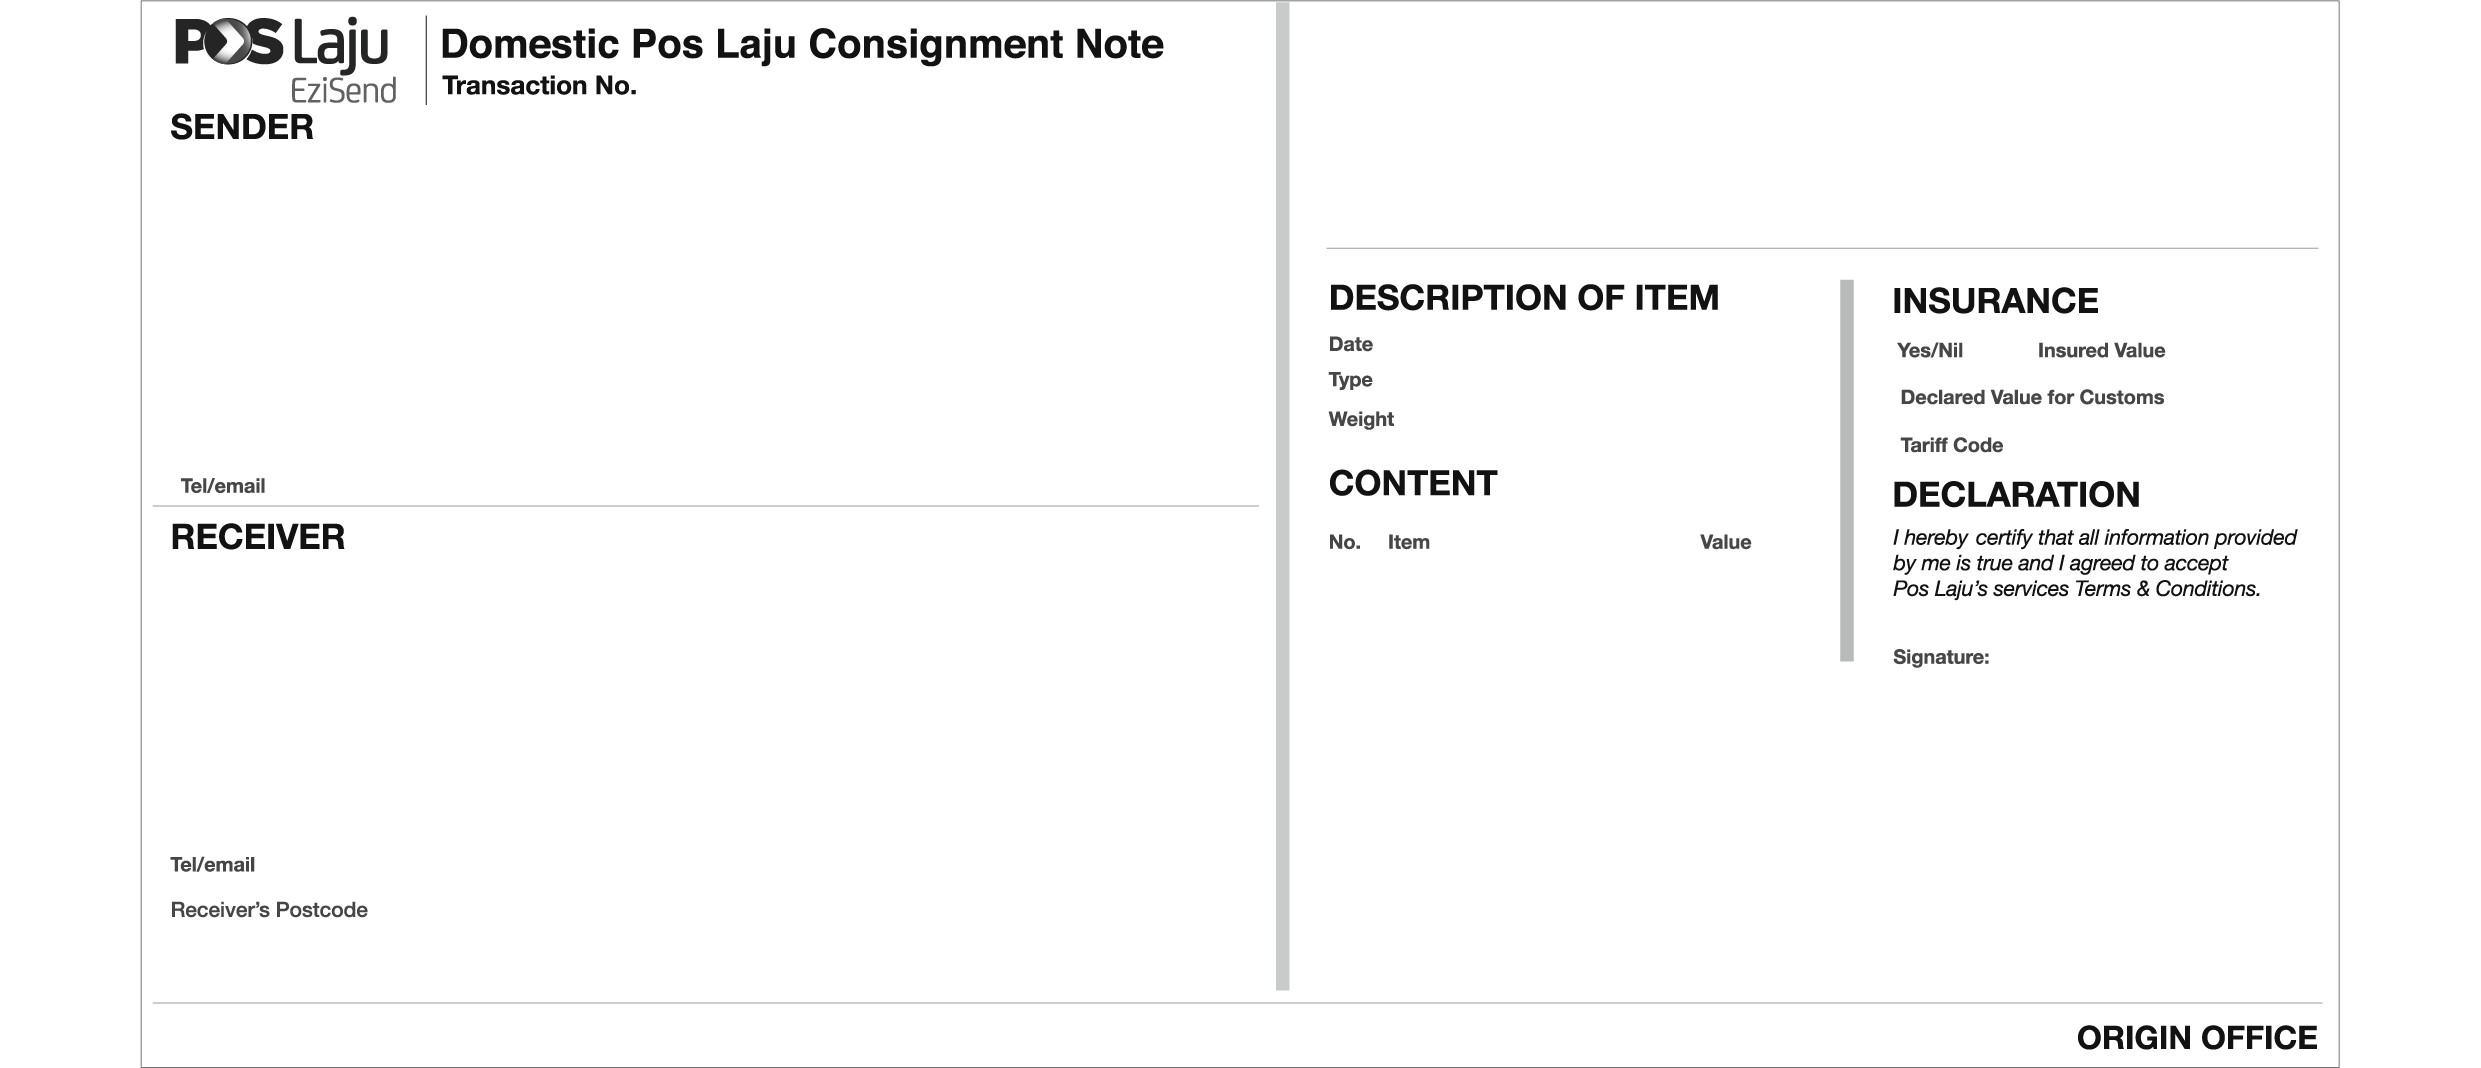 POS Laju
EziSend
Domestic Pos Laju Consignment Note
Transaction No.
SENDER
Tel/email
RECEIVER
Tel/email
Receiver’s Postcode
DESCRIPTION OF ITEM
Date
Type
Weight
CONTENT
No. Item Value
INSURANCE
Yes/Nil Insured Value
Declared Value for Customs
Tariff Code
DECLARATION
I hereby certify that all information provided
by me is true and I agreed to accept
Pos Laju’s services Terms & Conditions.
Signature:
ORIGIN OFFICE